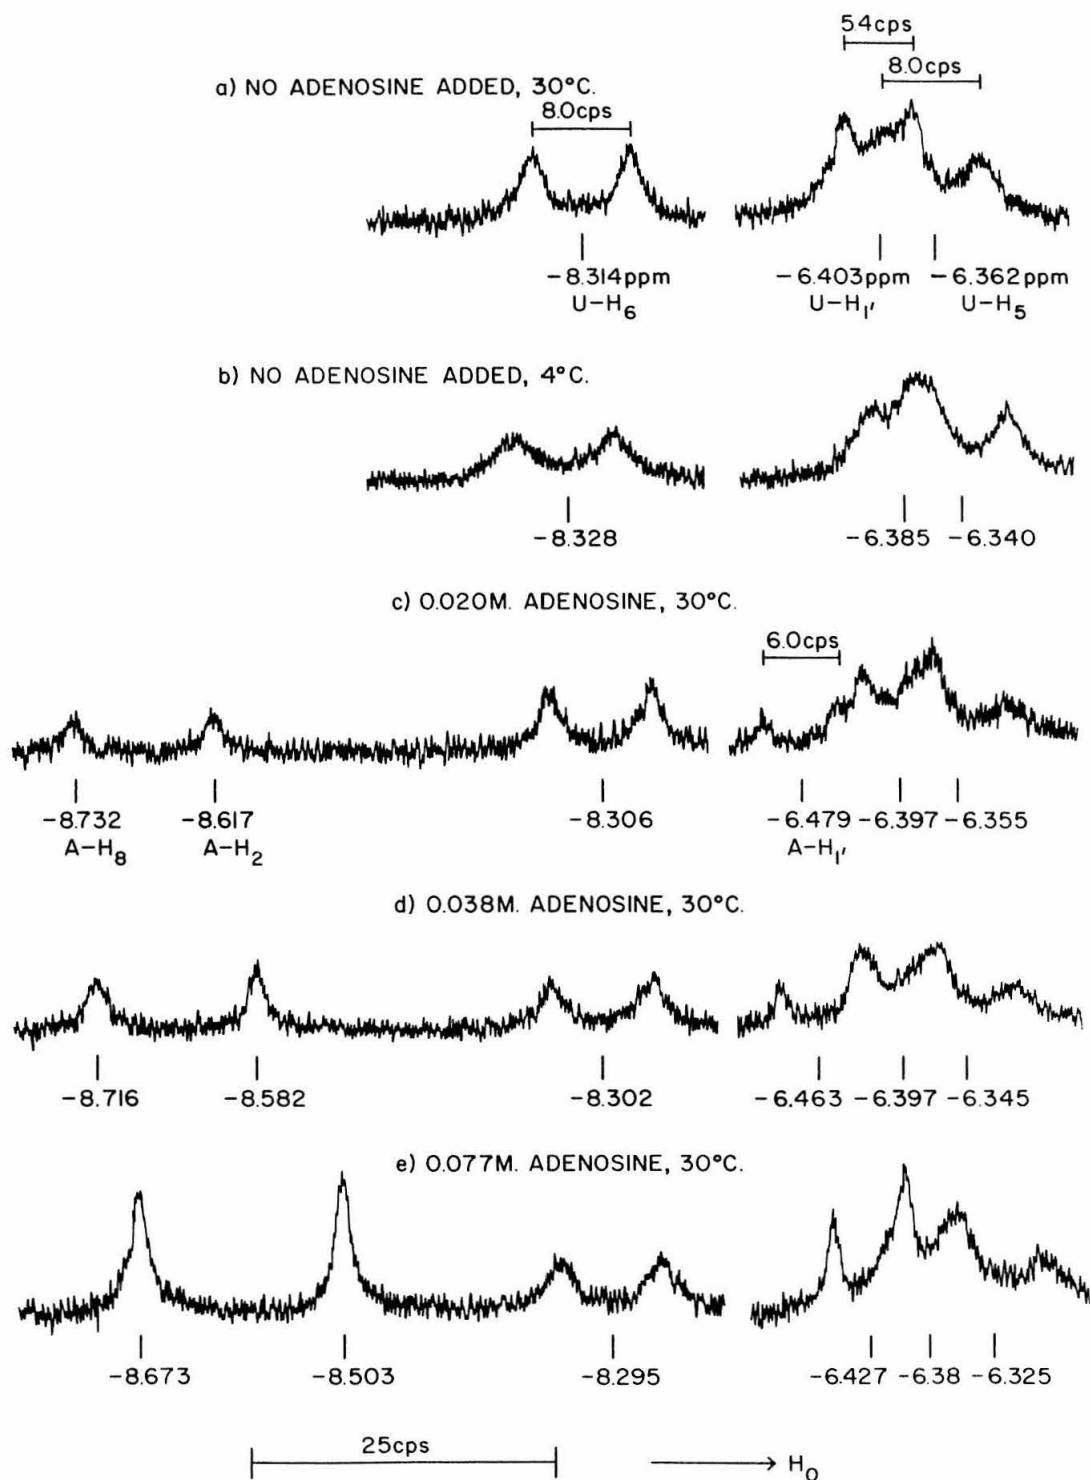 5.4cps
8.0cps
a) NO ADENOSINE ADDED, 30°C.
8.0cps
-8.314ppm -6.403ppm -6.362ppm
U-H6 U-H1' U-H5
b) NO ADENOSINE ADDED, 4°C.
-8.328 -6.385 -6.340
c) 0.020M. ADENOSINE, 30°C.
6.0cps
-8.732 -8.617 -8.306 -6.479 -6.397 -6.355
A-H8 A-H2 A-H1'
d) 0.038M. ADENOSINE, 30°C.
-8.716 -8.582 -8.302 -6.463 -6.397 -6.345
e) 0.077M. ADENOSINE, 30°C.
-8.673 -8.503 -8.295 -6.427 -6.38 -6.325
25cps
H0